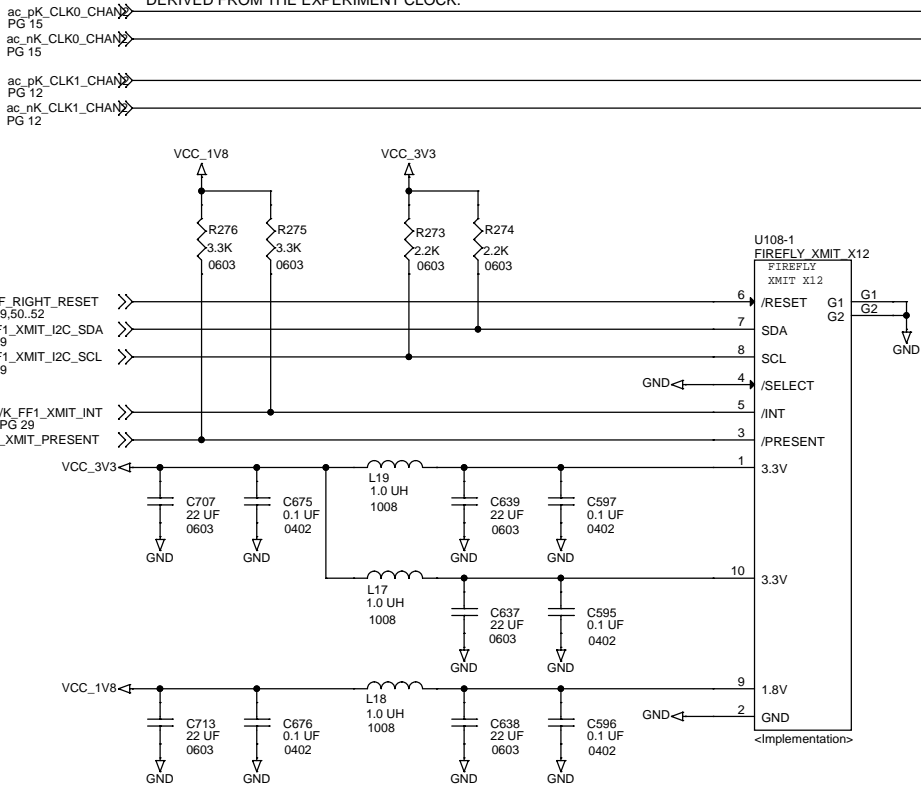 DERIVED FROM THE EXPERIMENT CLOCK.
ac_pK_CLK0_CHAN2
PG 15
ac_nK_CLK0_CHAN2
PG 15
ac_pK_CLK1_CHAN2
PG 12
ac_nK_CLK1_CHAN2
PG 12
VCC_1V8
VCC_3V3
R276
3.3K
0603
R275
3.3K
0603
R273
2.2K
0603
R274
2.2K
0603
U108-1
FIREFLY_XMIT_X12
FIREFLY
XMIT X12
F_RIGHT_RESET
9,50..52
F1_XMIT_I2C_SDA
9
F1_XMIT_I2C_SCL
9
/K_FF1_XMIT_INT
PG 29
_XMIT_PRESENT
6 /RESET G1 G1
G2 G2
GND
7 SDA
8 SCL
GND 4 /SELECT
5 /INT
3 /PRESENT
VCC_3V3
1 3.3V
L19
1.0 UH
1008
C707
22 UF
0603
GND
C675
0.1 UF
0402
GND
C639
22 UF
0603
GND
C597
0.1 UF
0402
GND
10 3.3V
L17
1.0 UH
1008
C637
22 UF
0603
GND
C595
0.1 UF
0402
GND
VCC_1V8
9 1.8V
L18
1.0 UH
1008
GND 2 GND
C713
22 UF
0603
GND
C676
0.1 UF
0402
GND
C638
22 UF
0603
GND
C596
0.1 UF
0402
GND
<Implementation>